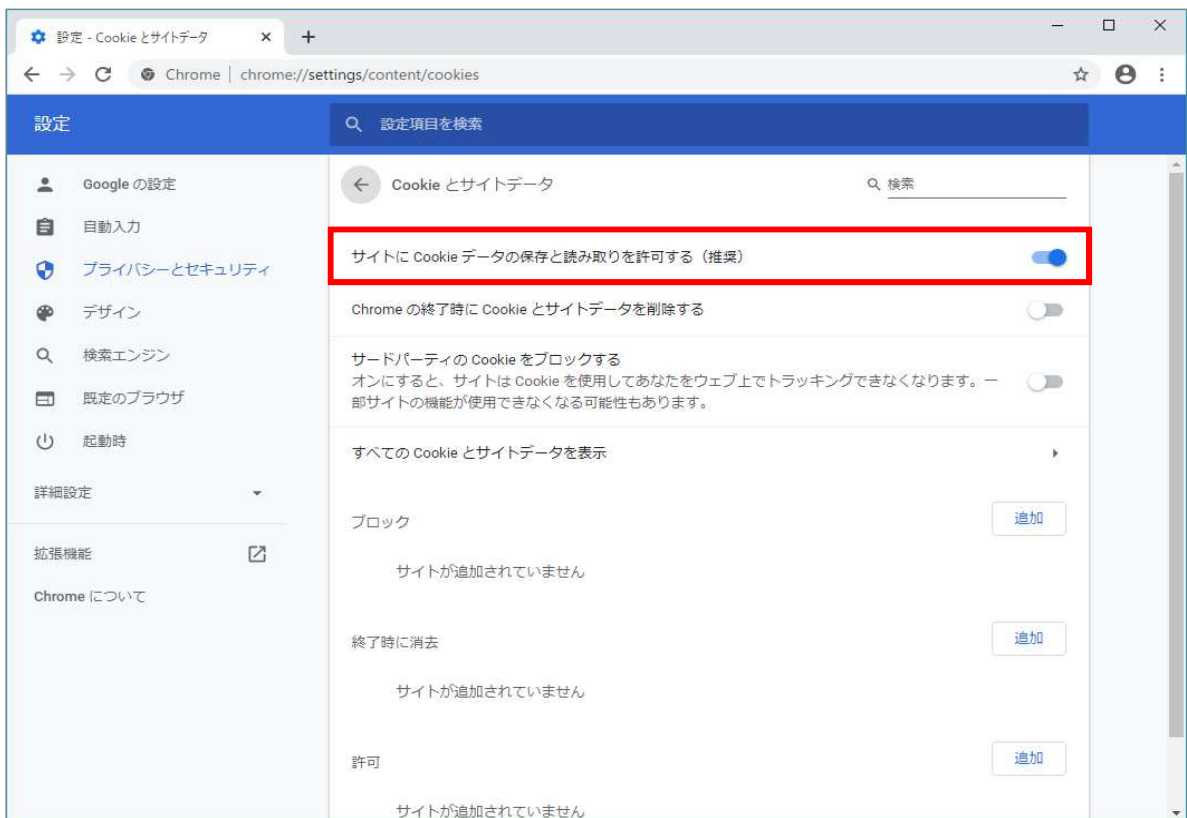 設定 - Cookie とサイトデータ
Chrome | chrome://settings/content/cookies
設定
設定項目を検索
Google の設定
自動入力
プライバシーとセキュリティ
デザイン
検索エンジン
既定のブラウザ
起動時
詳細設定
拡張機能
Chrome について
Cookie とサイトデータ
検索
サイトに Cookie データの保存と読み取りを許可する（推奨）
Chrome の終了時に Cookie とサイトデータを削除する
サードパーティの Cookie をブロックする
オンにすると、サイトは Cookie を使用してあなたをウェブ上でトラッキングできなくなります。一
部サイトの機能が使用できなくなる可能性もあります。
すべての Cookie とサイトデータを表示
ブロック
追加
サイトが追加されていません
終了時に消去
追加
サイトが追加されていません
許可
追加
サイトが追加されていません